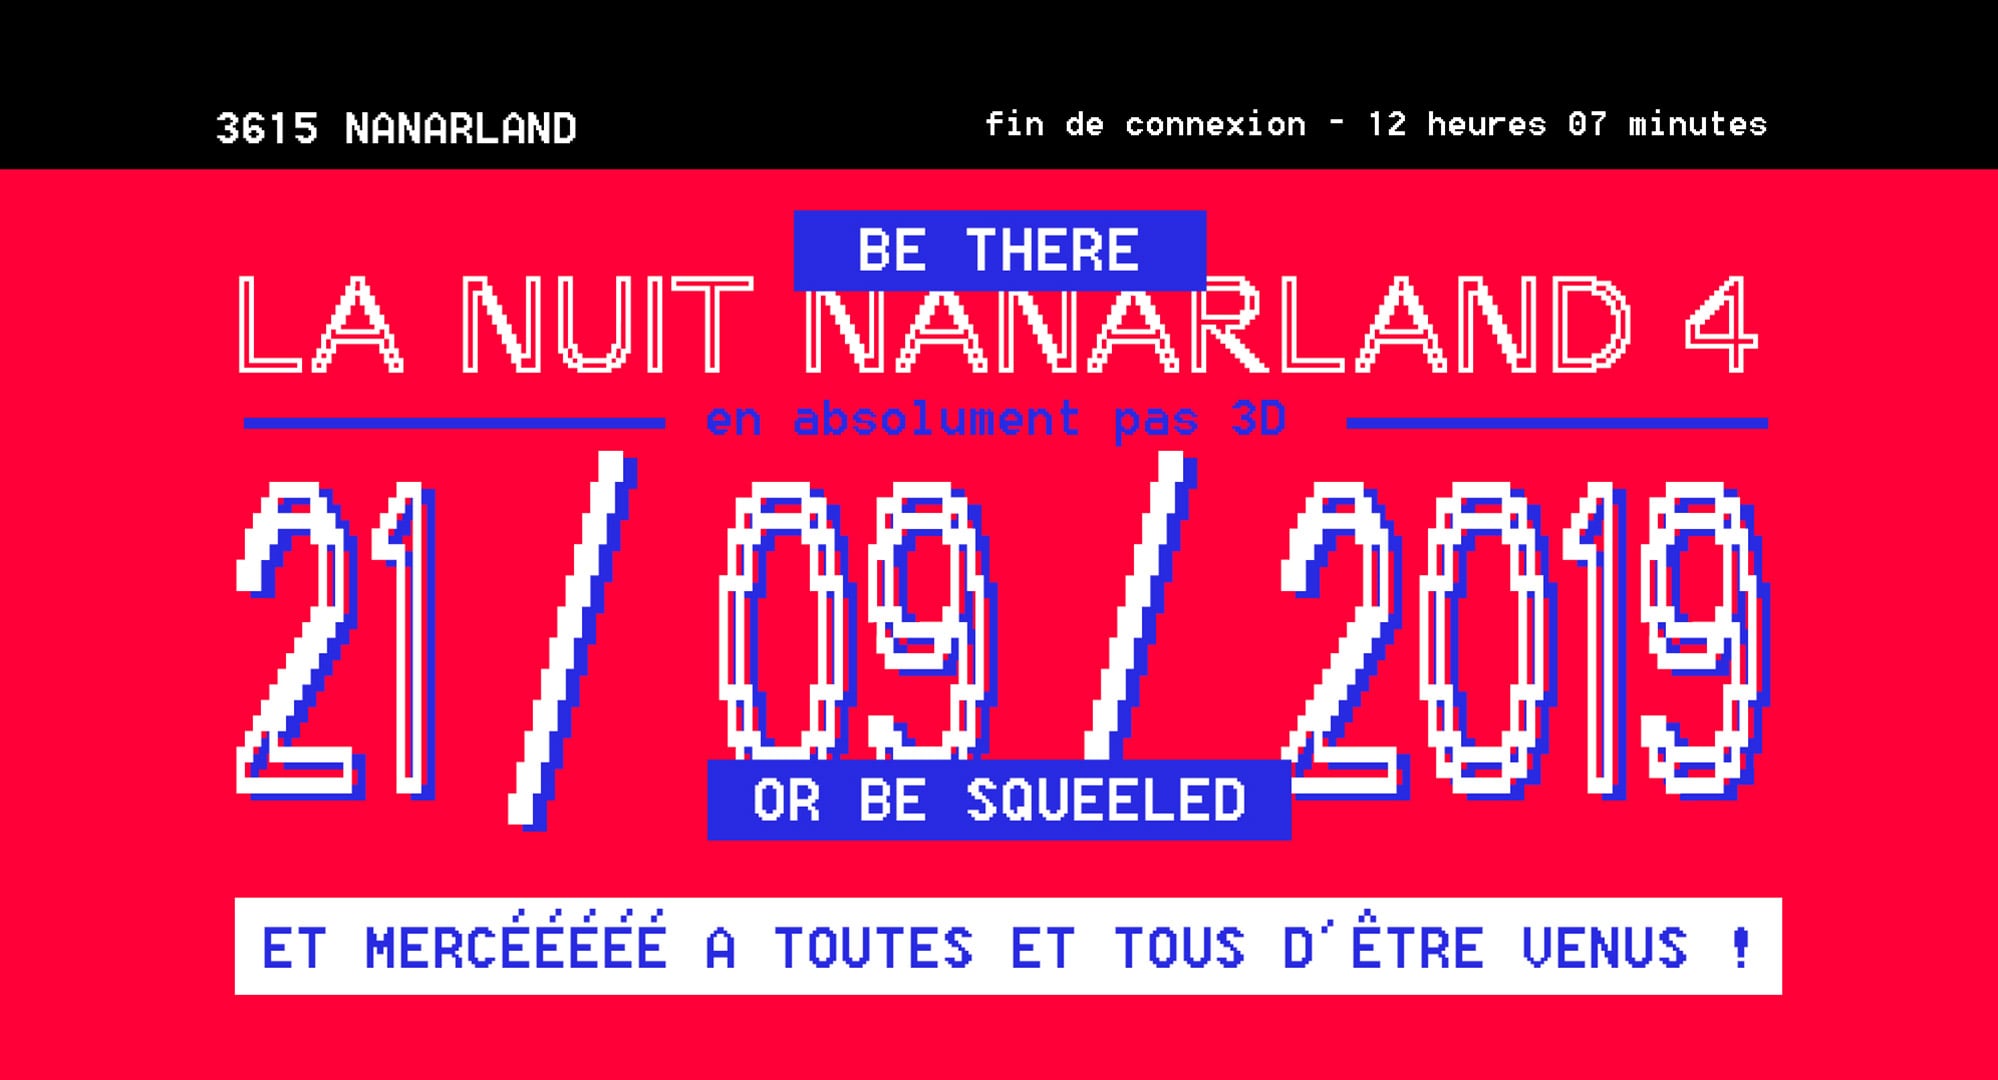 3615 NANARLAND
fin de connexion - 12 heures 07 minutes
BE THERE
LA NUIT NANARLAND 4
en absolument pas 3D
21/09/2019
OR BE SQUEELED
ET MERCÉÉÉÉÉ A TOUTES ET TOUS D'ÊTRE VENUS !